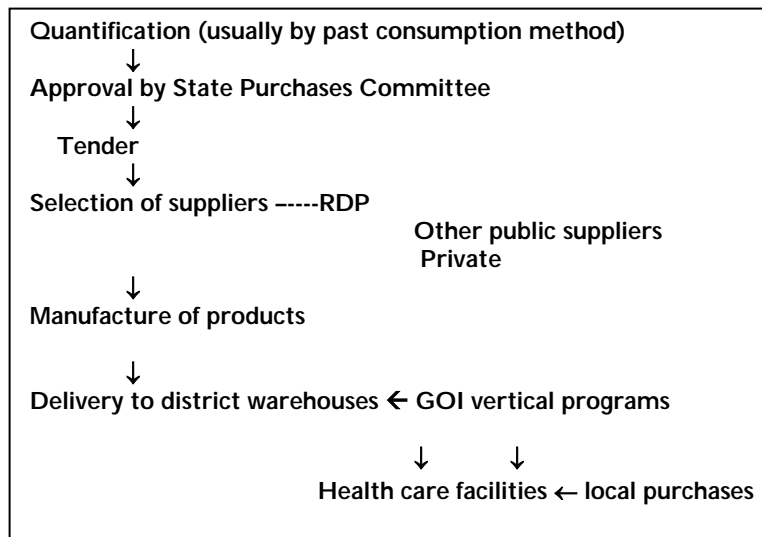 Quantification (usually by past consumption method)
↓
Approval by State Purchases Committee
↓
Tender
↓
Selection of suppliers –----RDP
Other public suppliers
Private
↓
Manufacture of products
↓
Delivery to district warehouses ← GOI vertical programs
↓ ↓
Health care facilities ← local purchases